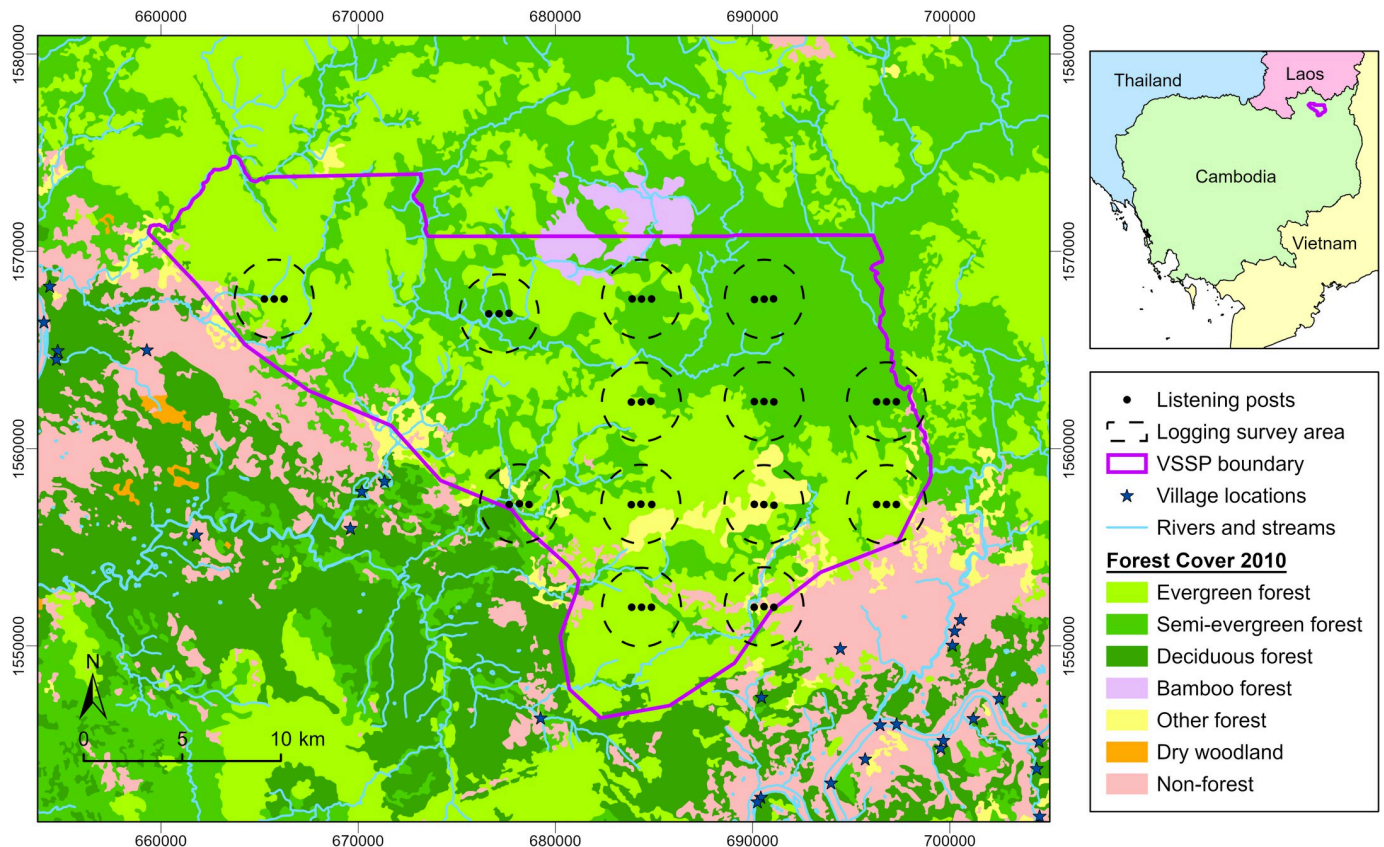 660000
670000
680000
690000
700000
1580000
1570000
1560000
1550000
1580000
1570000
1560000
1550000
N
0 5 10 km
660000
670000
680000
690000
700000
Thailand
Laos
Cambodia
Vietnam
Listening posts
Logging survey area
VSSP boundary
Village locations
Rivers and streams
Forest Cover 2010
Evergreen forest
Semi-evergreen forest
Deciduous forest
Bamboo forest
Other forest
Dry woodland
Non-forest